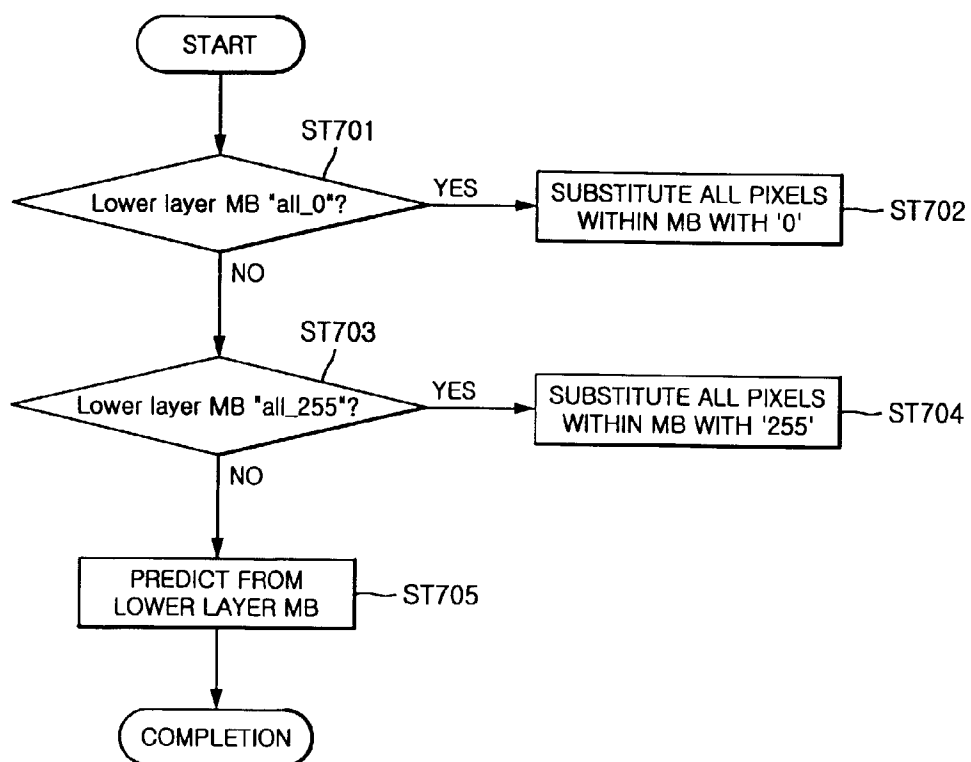 START
ST701
Lower layer MB "all_0"?
YES
SUBSTITUTE ALL PIXELS
WITHIN MB WITH '0'
ST702
NO
ST703
Lower layer MB "all_255"?
YES
SUBSTITUTE ALL PIXELS
WITHIN MB WITH '255'
ST704
NO
PREDICT FROM
LOWER LAYER MB
ST705
COMPLETION